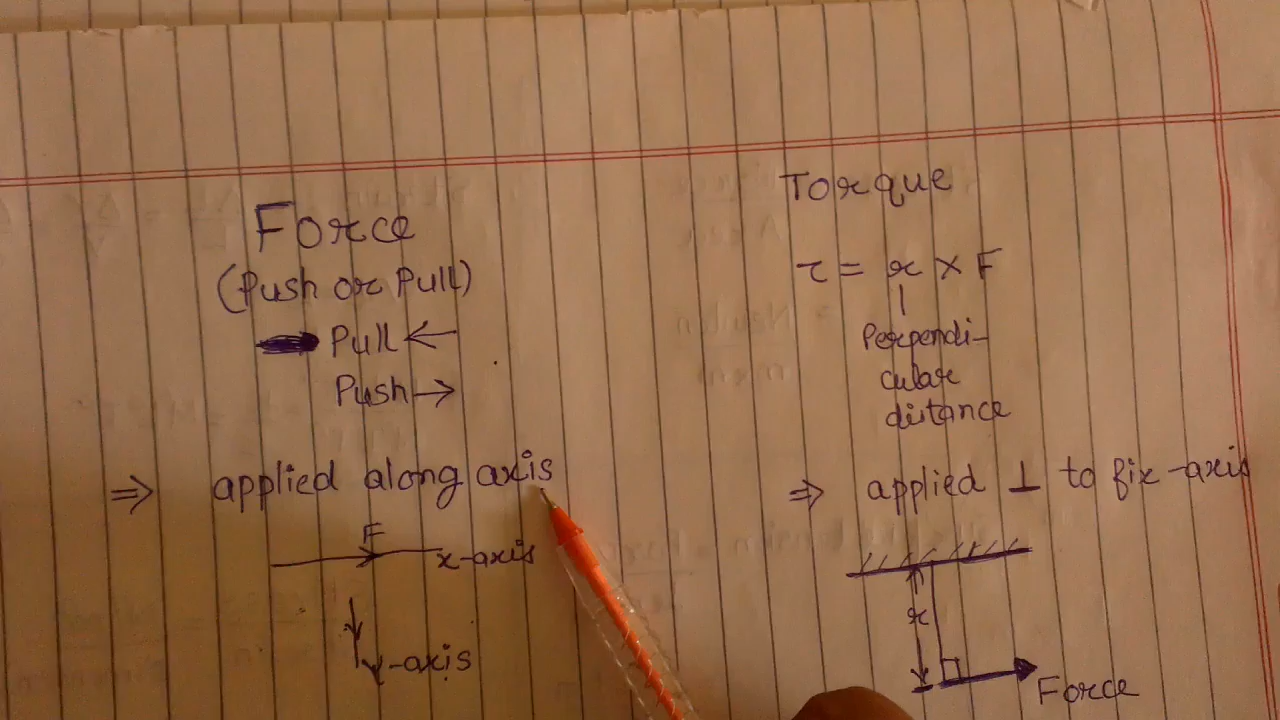 Force
(Push or Pull)
Pull ←
Push →
⇒ applied along axis
F
x-axis
y-axis
Torque
τ = r × F
Perpendi-
cular
distance
⇒ applied ⊥ to fix-axis
r
Force